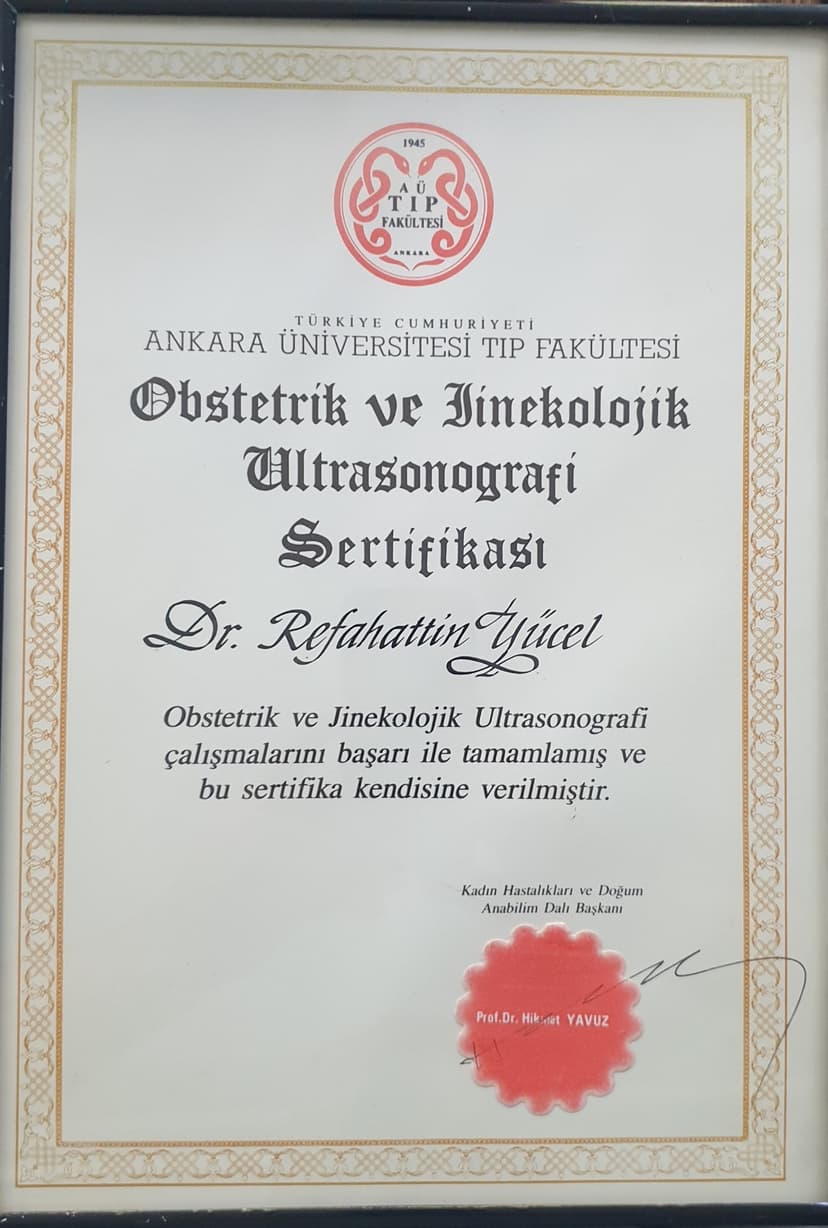 1945
A Ü
TIP
FAKÜLTESİ
ANKARA
TÜRKİYE CUMHURİYETİ
ANKARA ÜNİVERSİTESİ TIP FAKÜLTESİ
Obstetrik ve Jinekolojik
Ultrasonografi
Sertifikası
Dr. Refahattin Yücel
Obstetrik ve Jinekolojik Ultrasonografi
çalışmalarını başarı ile tamamlamış ve
bu sertifika kendisine verilmiştir.
Kadın Hastalıkları ve Doğum
Anabilim Dalı Başkanı
Prof.Dr. Hikmet YAVUZ